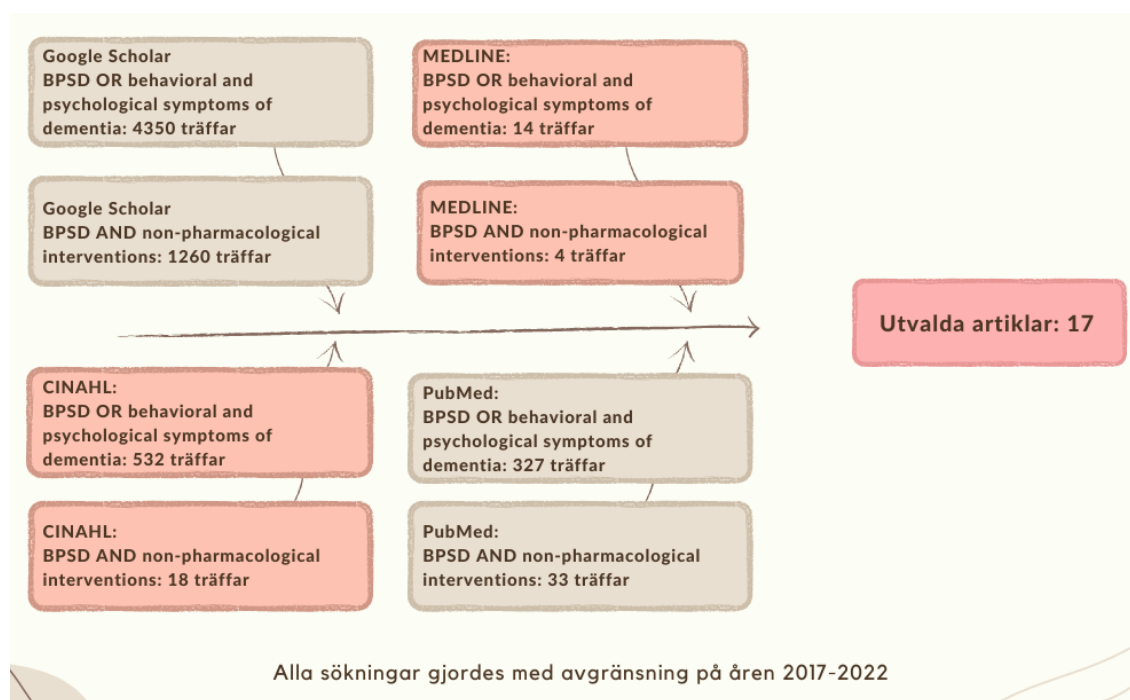 Google Scholar
BPSD OR behavioral and
psychological symptoms of
dementia: 4350 träffar
Google Scholar
BPSD AND non-pharmacological
interventions: 1260 träffar
MEDLINE:
BPSD OR behavioral and
psychological symptoms of
dementia: 14 träffar
MEDLINE:
BPSD AND non-pharmacological
interventions: 4 träffar
CINAHL:
BPSD OR behavioral and
psychological symptoms of
dementia: 532 träffar
CINAHL:
BPSD AND non-pharmacological
interventions: 18 träffar
PubMed:
BPSD OR behavioral and
psychological symptoms of
dementia: 327 träffar
PubMed:
BPSD AND non-pharmacological
interventions: 33 träffar
Utvalda artiklar: 17
Alla sökningar gjordes med avgränsning på åren 2017-2022